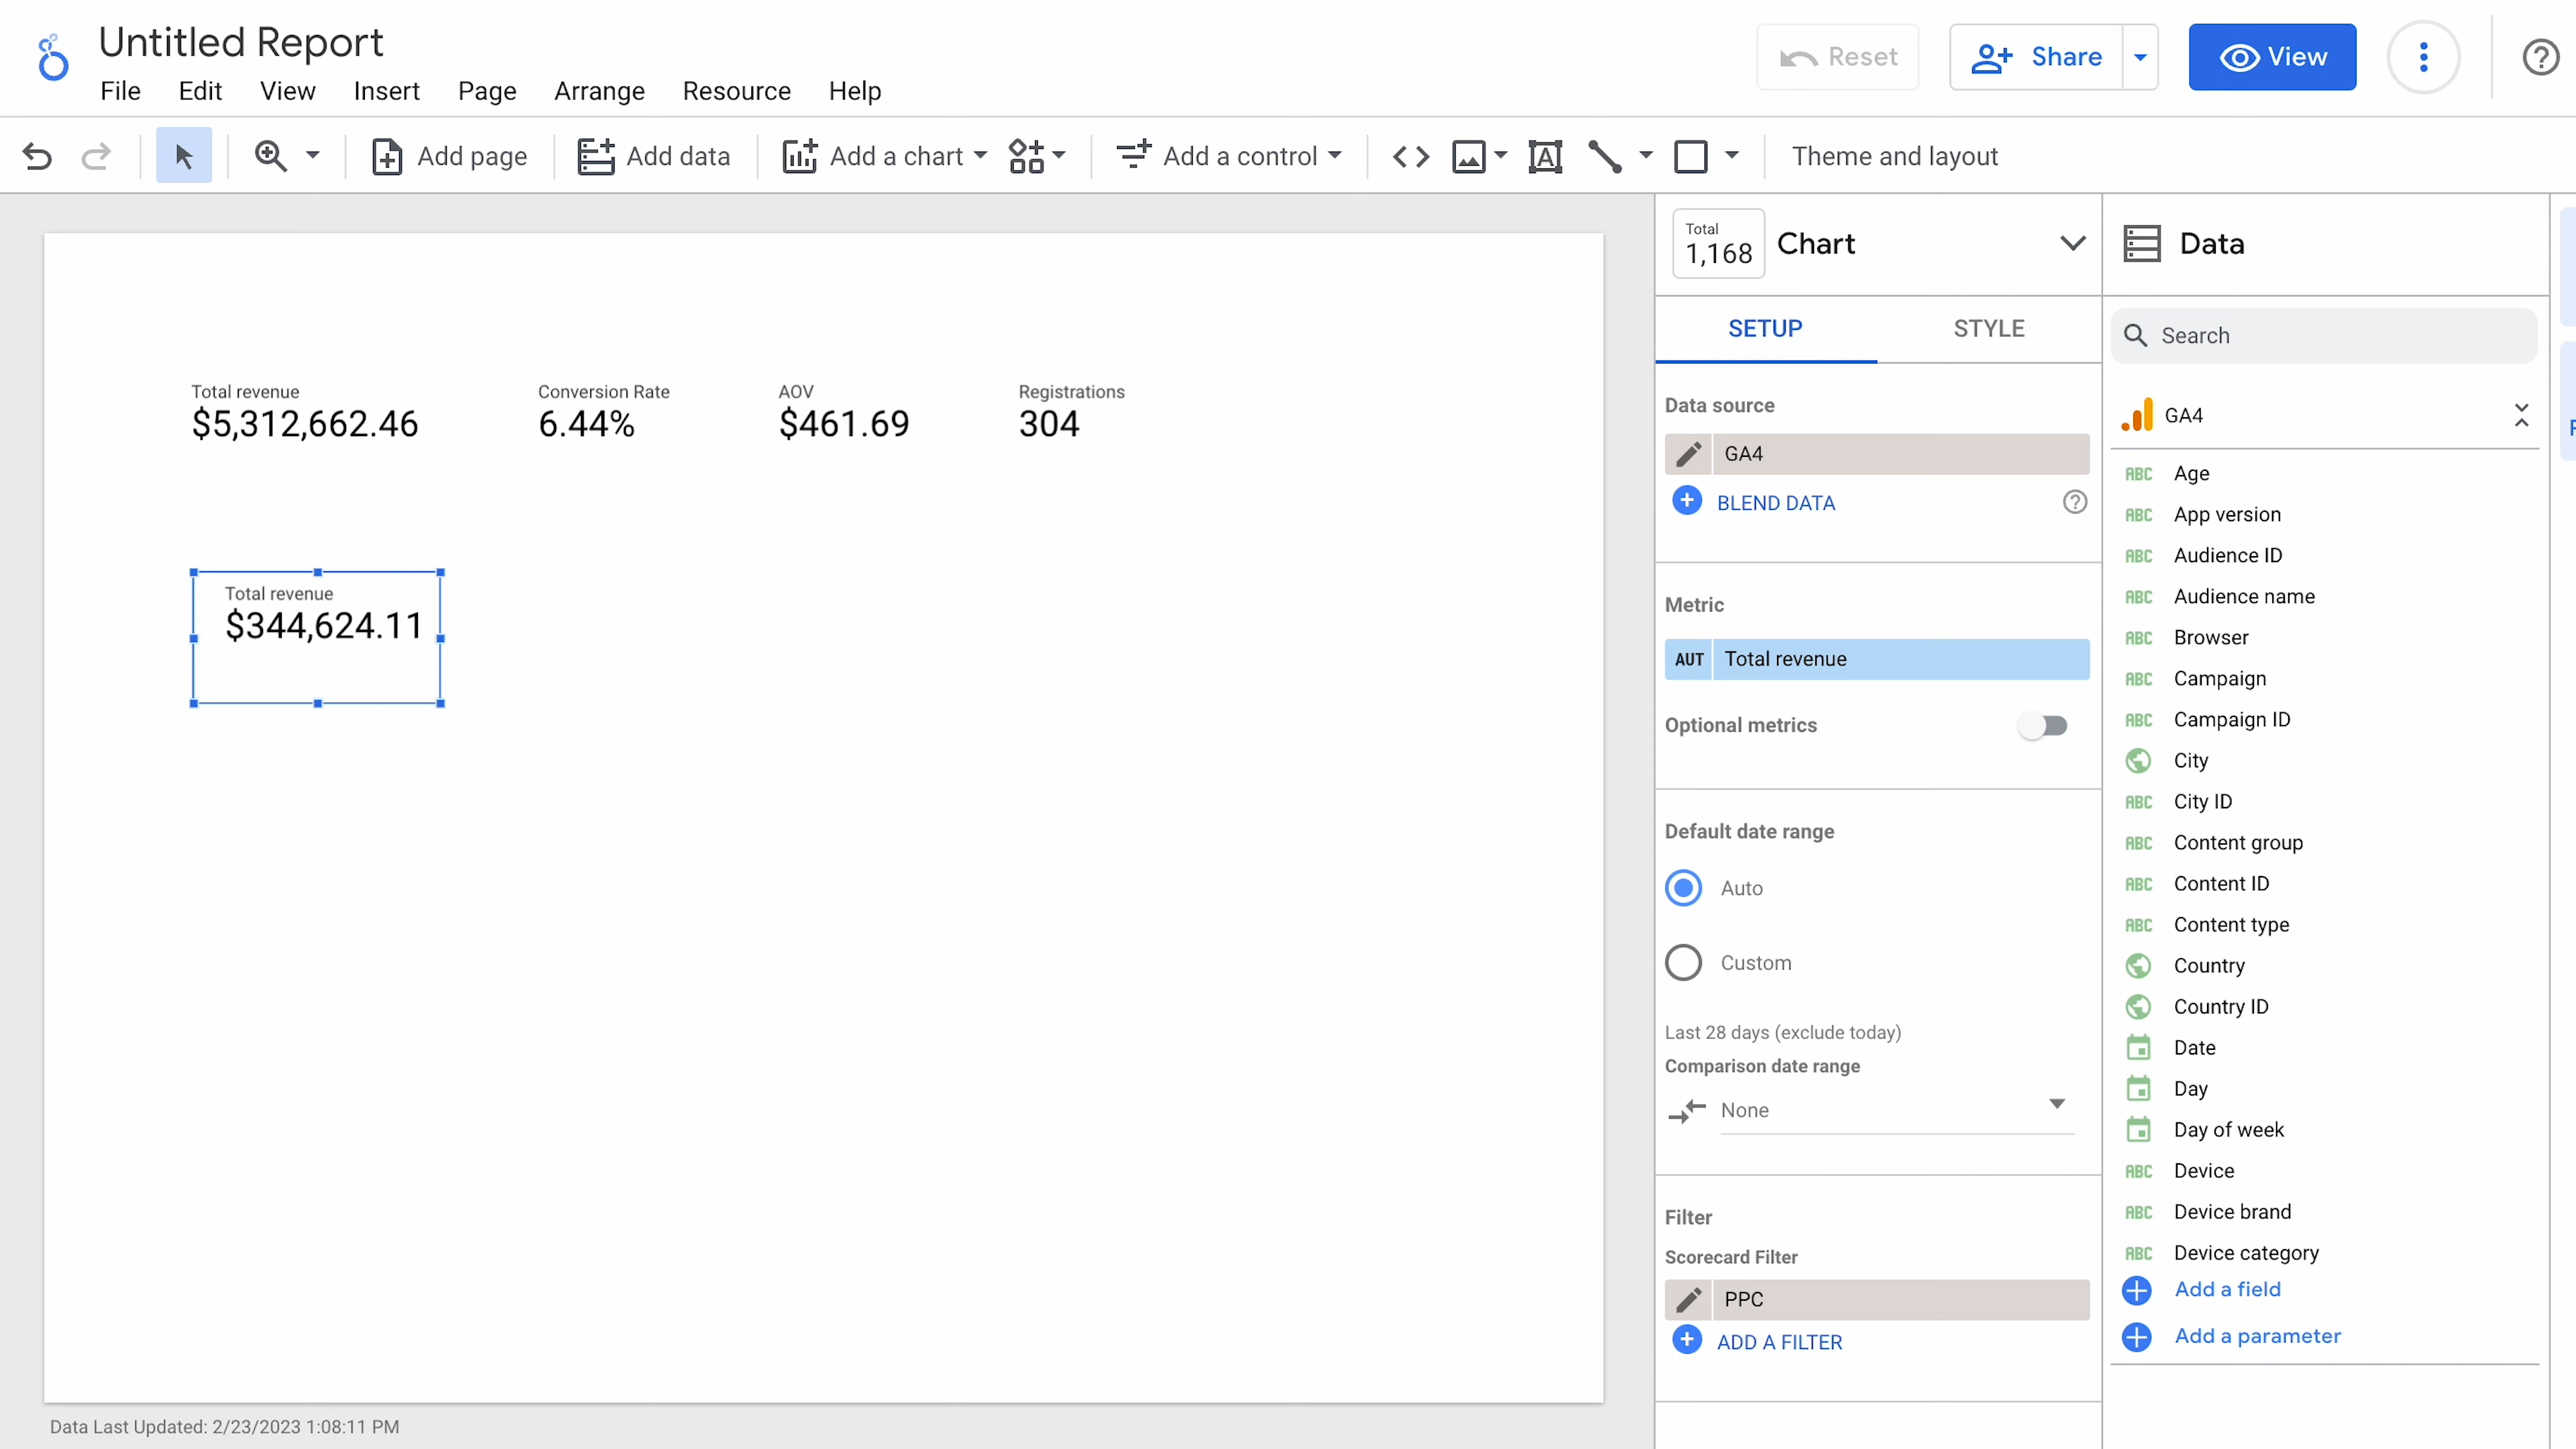 Untitled Report
File Edit View Insert Page Arrange Resource Help
Reset
Share
View
Add page
Add data
Add a chart
Add a control
Theme and layout
Total revenue
$5,312,662.46
Conversion Rate
6.44%
AOV
$461.69
Registrations
304
Total revenue
$344,624.11
Data Last Updated: 2/23/2023 1:08:11 PM
Total
1,168
Chart
SETUP
STYLE
Data source
GA4
BLEND DATA
Metric
AUT Total revenue
Optional metrics
Default date range
Auto
Custom
Last 28 days (exclude today)
Comparison date range
None
Filter
Scorecard Filter
PPC
ADD A FILTER
Data
Search
GA4
ABC Age
ABC App version
ABC Audience ID
ABC Audience name
ABC Browser
ABC Campaign
ABC Campaign ID
City
ABC City ID
ABC Content group
ABC Content ID
ABC Content type
Country
Country ID
Date
Day
Day of week
ABC Device
ABC Device brand
ABC Device category
Add a field
Add a parameter